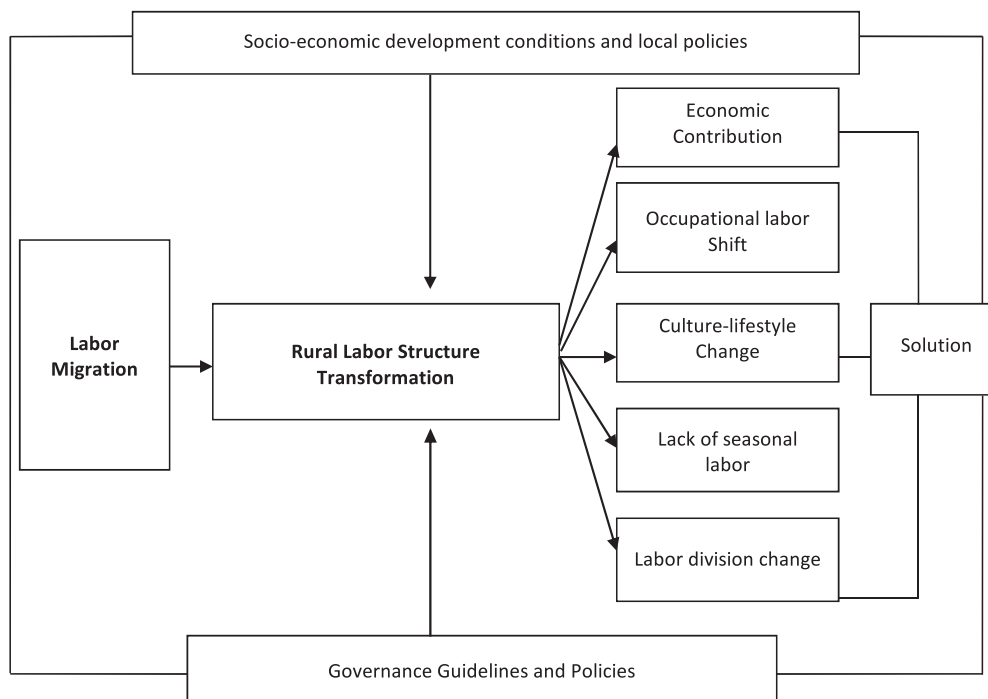 Socio-economic development conditions and local policies
Economic
Contribution
Occupational labor
Shift
Labor
Migration
Rural Labor Structure
Transformation
Culture-lifestyle
Change
Solution
Lack of seasonal
labor
Labor division change
Governance Guidelines and Policies